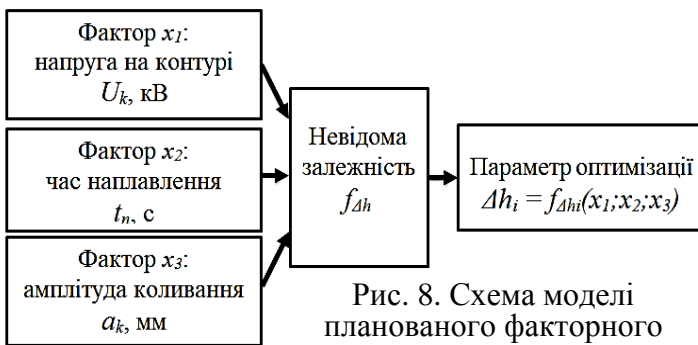 Фактор x1:
напруга на контурі
Uk, кВ
Фактор x2:
час наплавлення
tn, с
Фактор x3:
амплітуда коливання
ak, мм
Невідома
залежність
fΔh
Параметр оптимізації
Δhi = fΔhi(x1;x2;x3)
Рис. 8. Схема моделі
планованого факторного